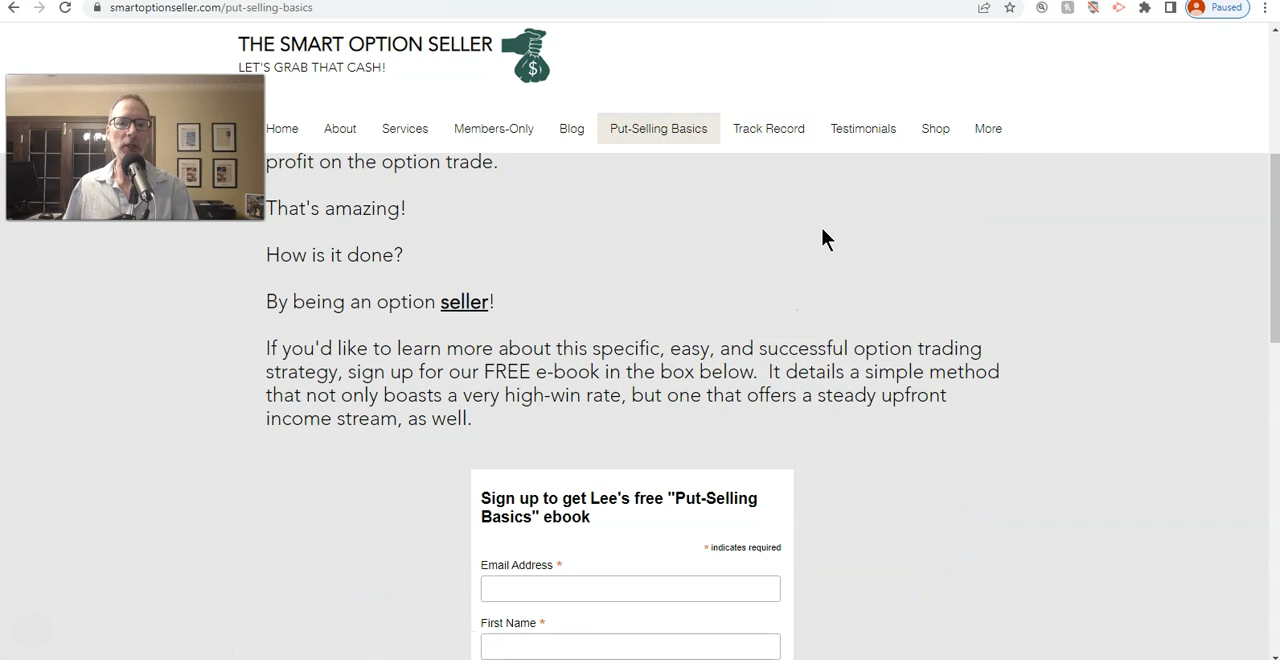 smartoptionseller.com/put-selling-basics
Paused
THE SMART OPTION SELLER
LET'S GRAB THAT CASH!
$
Home About Services Members-Only Blog Put-Selling Basics Track Record Testimonials Shop More
profit on the option trade.
That's amazing!
How is it done?
By being an option seller!
If you'd like to learn more about this specific, easy, and successful option trading
strategy, sign up for our FREE e-book in the box below. It details a simple method
that not only boasts a very high-win rate, but one that offers a steady upfront
income stream, as well.
Sign up to get Lee's free "Put-Selling
Basics" ebook
* indicates required
Email Address *
First Name *